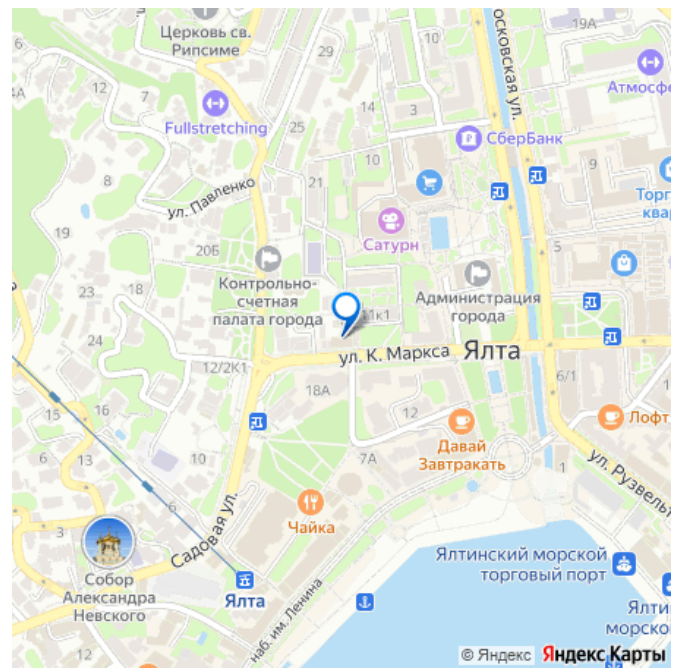 Церковь св.
Рипсиме
29
10
19А
осковская ул.
4А
12
7
Fullstretching
25
3
Атмосфе
СберБанк
8
10
9
21
ул. Павленко
Торг
ква
19
Сатурн
20Б
5
Контрольно-
счетная
палата города
Администрация
города
23
24
18
11к1
12/2К1
ул. К. Маркса
Ялта
18А
6/1
15
16
12
Лофт
6
13
10
7А
Давай
Завтракать
1
ул. Рузвель
6
3
Чайка
Садовая ул.
Ялтинский морской
торговый порт
Собор
Александра
Невского
Ялта
наб. им. Ленина
Ялти
морско
© Яндекс Яндекс Карты